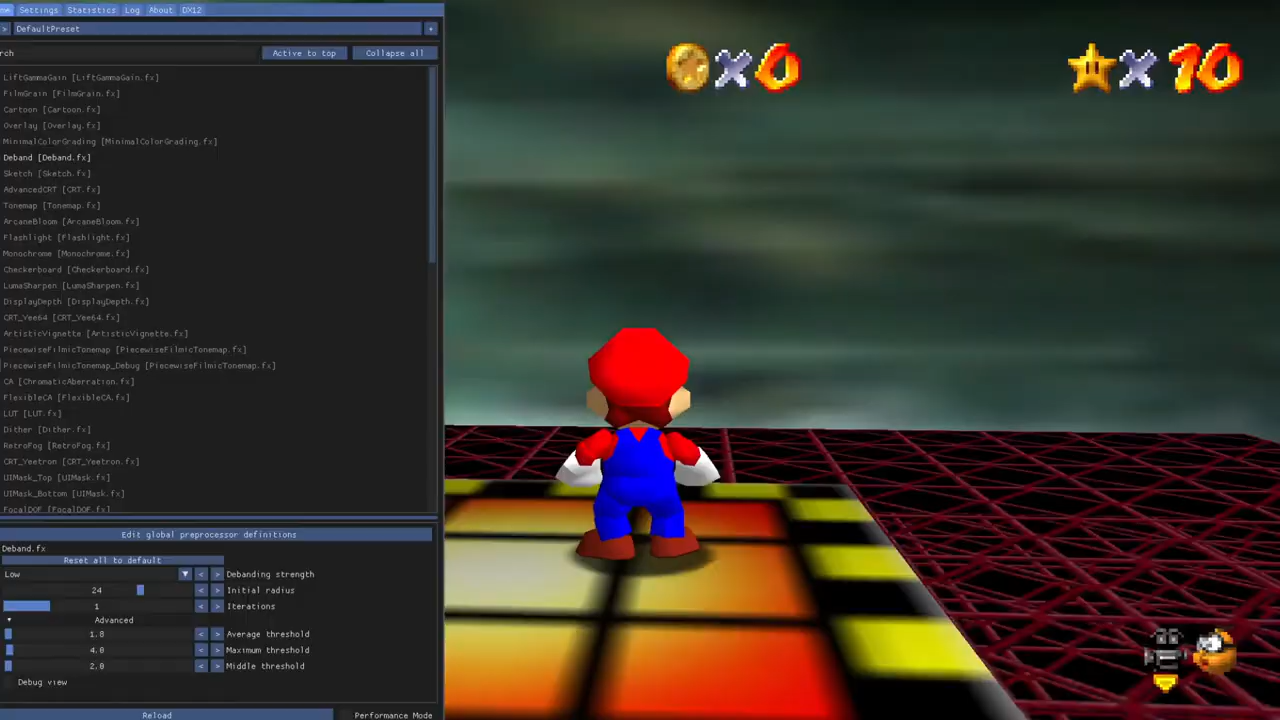 Settings Statistics Log About DX12
> DefaultPreset +
rch Active to top Collapse all
LiftGammaGain [LiftGammaGain.fx]
FilmGrain [FilmGrain.fx]
Cartoon [Cartoon.fx]
Overlay [Overlay.fx]
MinimalColorGrading [MinimalColorGrading.fx]
Deband [Deband.fx]
Sketch [Sketch.fx]
AdvancedCRT [CRT.fx]
Tonemap [Tonemap.fx]
ArcaneBloom [ArcaneBloom.fx]
Flashlight [Flashlight.fx]
Monochrome [Monochrome.fx]
Checkerboard [Checkerboard.fx]
LumaSharpen [LumaSharpen.fx]
DisplayDepth [DisplayDepth.fx]
CRT_Yee64 [CRT_Yee64.fx]
ArtisticVignette [ArtisticVignette.fx]
PiecewiseFilmicTonemap [PiecewiseFilmicTonemap.fx]
PiecewiseFilmicTonemap_Debug [PiecewiseFilmicTonemap.fx]
CA [ChromaticAberration.fx]
FlexibleCA [FlexibleCA.fx]
LUT [LUT.fx]
Dither [Dither.fx]
RetroFog [RetroFog.fx]
CRT_Yeetron [CRT_Yeetron.fx]
UIMask_Top [UIMask.fx]
UIMask_Bottom [UIMask.fx]
FocalDOF [FocalDOF.fx]
Edit global preprocessor definitions
Deband.fx
Reset all to default
Low < > Debanding strength
24 < > Initial radius
1 < > Iterations
Advanced
1.0 < > Average threshold
4.0 < > Maximum threshold
2.0 < > Middle threshold
Debug view
Reload Performance Mode
×0
×10